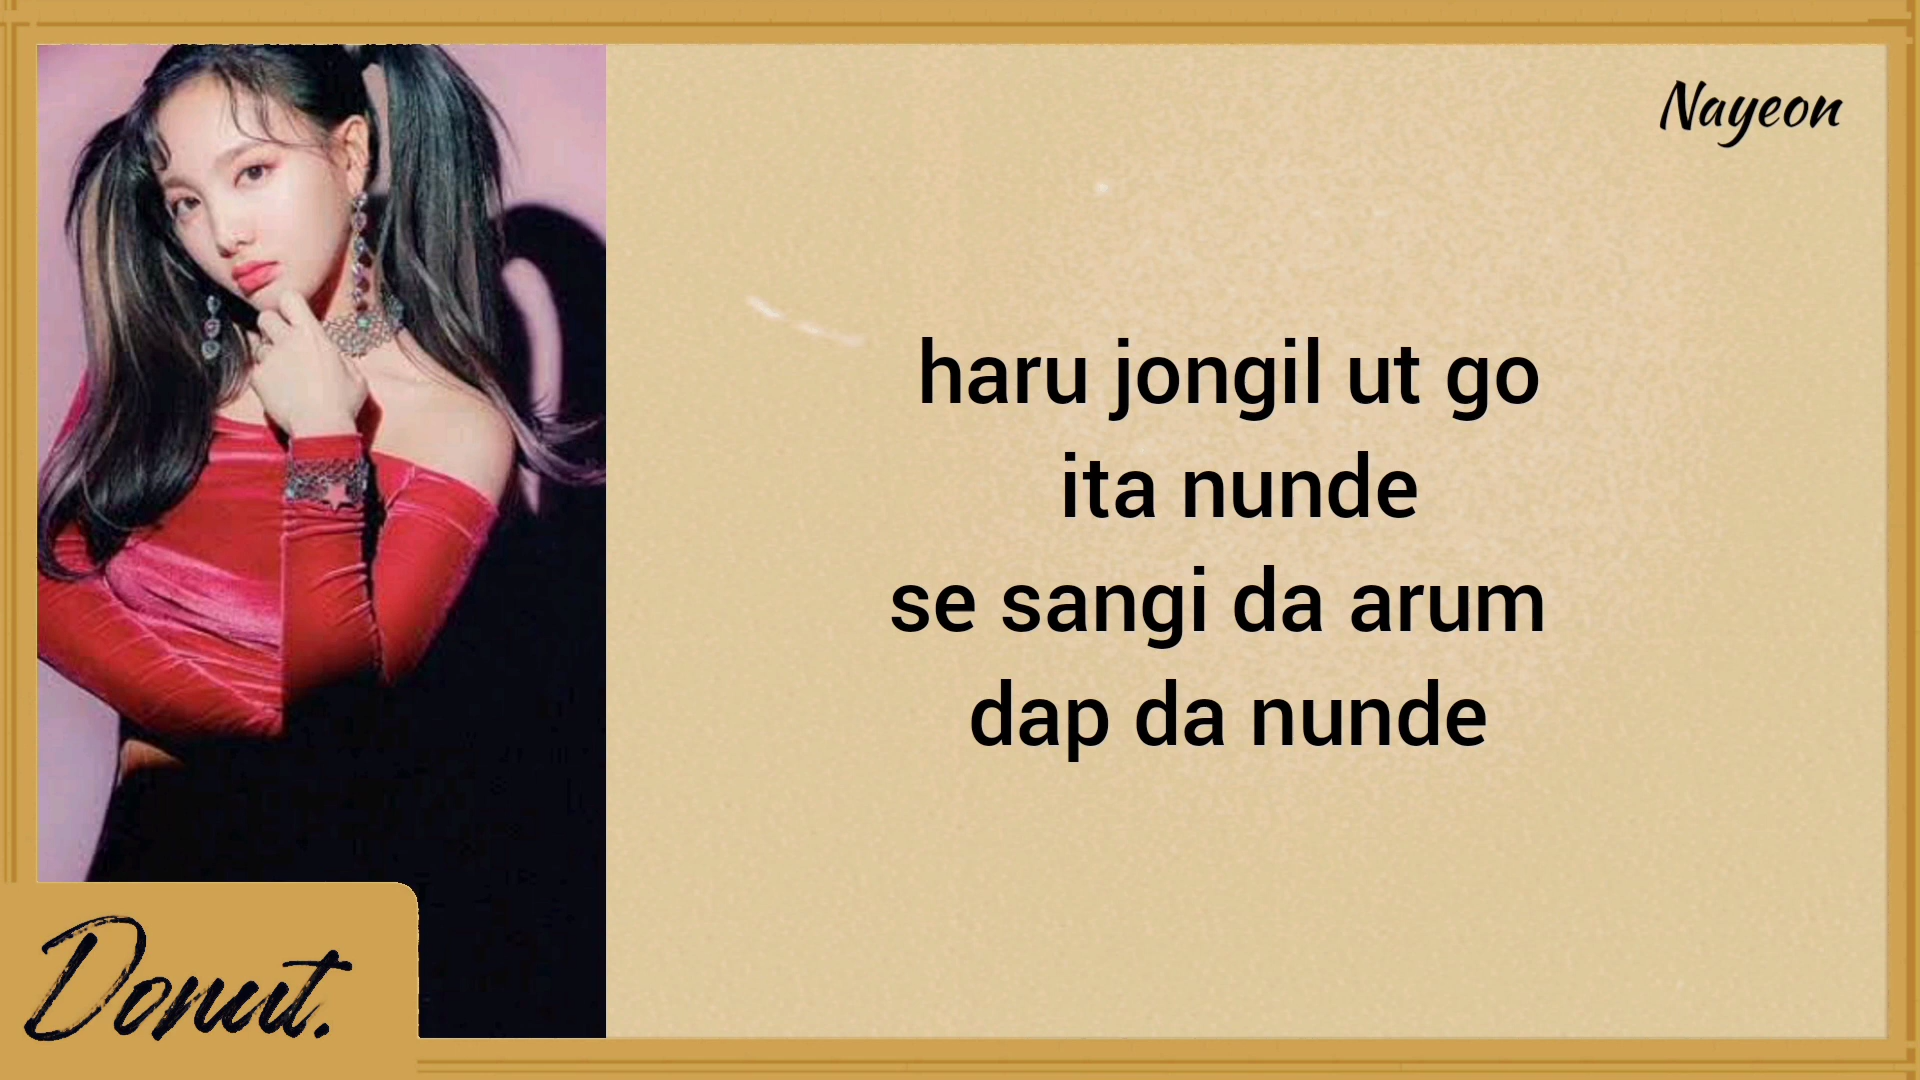 Nayeon
haru jongil ut go
ita nunde
se sangi da arum
dap da nunde
Donut.